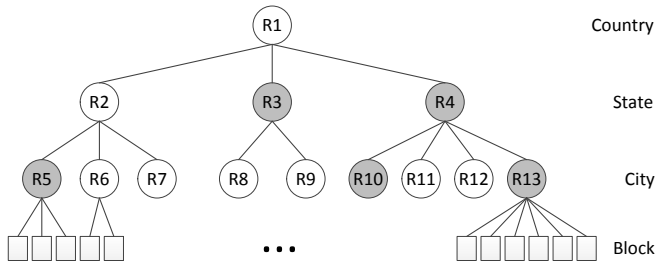 R1 Country
R2 R3 R4 State
R5 R6 R7 R8 R9 R10 R11 R12 R13 City
... Block